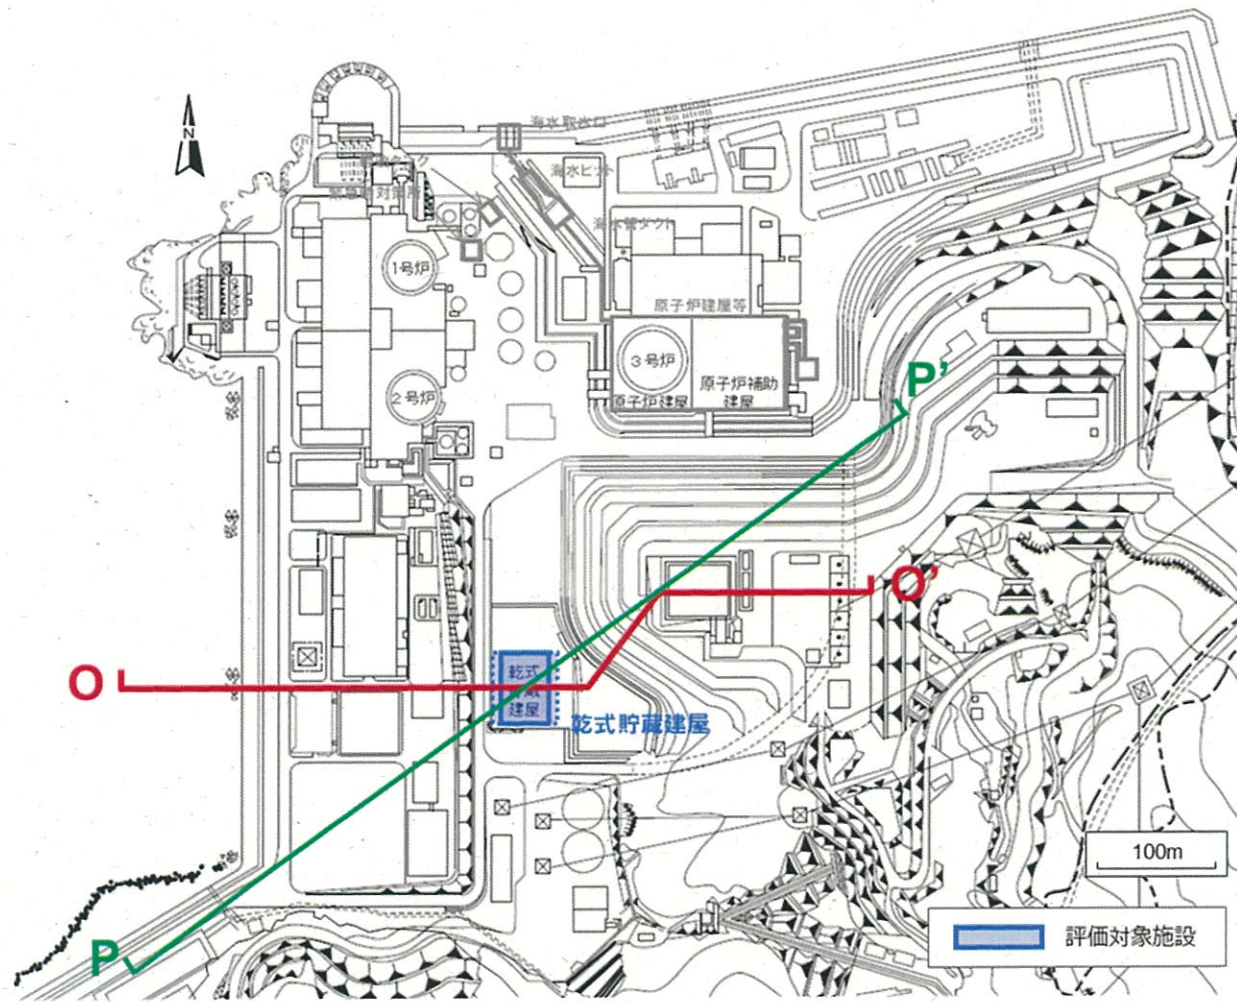 N
海水取水口
海水ピット
海水管ダクト
1号炉
原子炉建屋等
3号炉
原子炉補助
建屋
原子炉建屋
2号炉
P'
O'
O
乾式
建屋
乾式貯蔵建屋
P
100m
評価対象施設